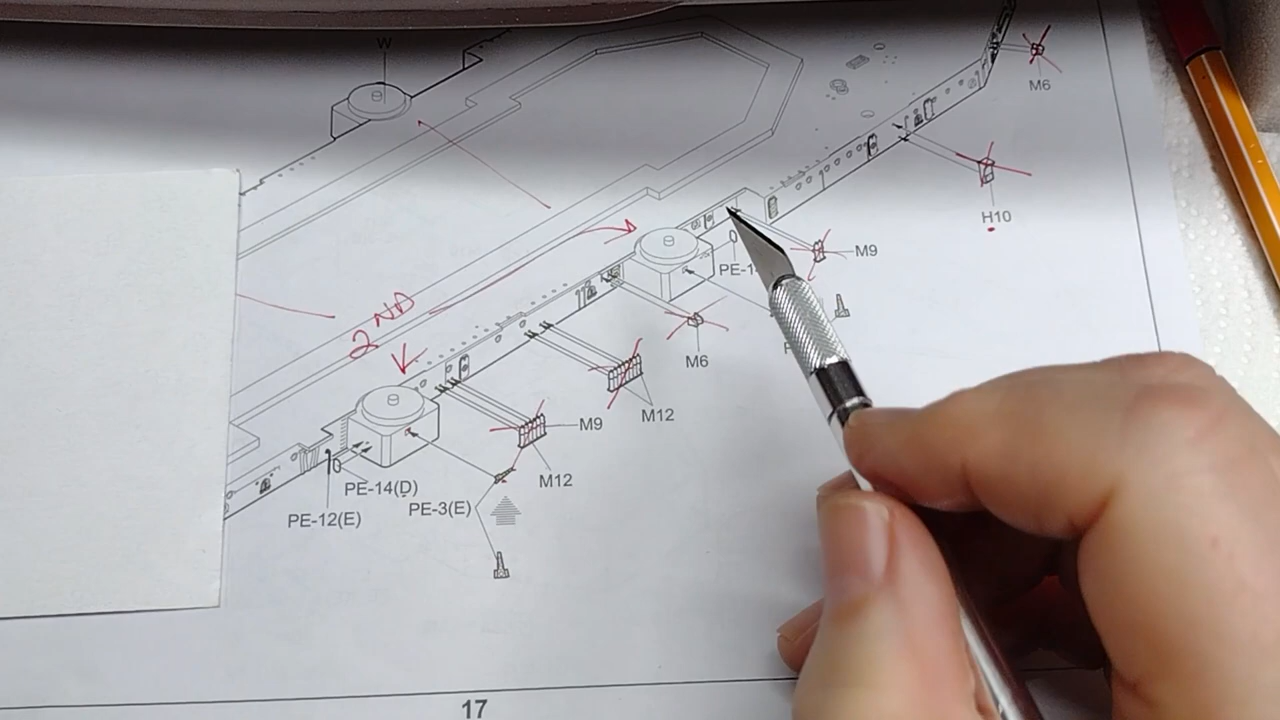 W
M6
H10
M9
PE-1
2ND
M6
M12
M9
M12
PE-14(D)
PE-3(E)
PE-12(E)
17